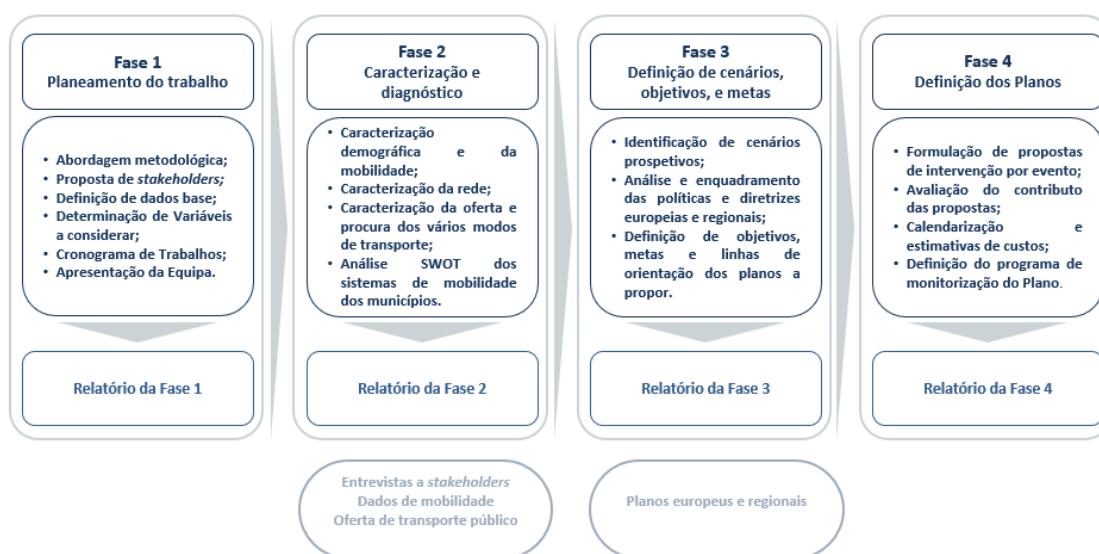 Fase 1
Planeamento do trabalho
• Abordagem metodológica;
• Proposta de stakeholders;
• Definição de dados base;
• Determinação de Variáveis
a considerar;
• Cronograma de Trabalhos;
• Apresentação da Equipa.
Relatório da Fase 1
Fase 2
Caracterização e
diagnóstico
• Caracterização
demográfica e da
mobilidade;
• Caracterização da rede;
• Caracterização da oferta e
procura dos vários modos
de transporte;
• Análise SWOT dos
sistemas de mobilidade
dos municípios.
Relatório da Fase 2
Entrevistas a stakeholders
Dados de mobilidade
Oferta de transporte público
Fase 3
Definição de cenários,
objetivos, e metas
• Identificação de cenários
prospetivos;
• Análise e enquadramento
das políticas e diretrizes
europeias e regionais;
• Definição de objetivos,
metas e linhas de
orientação dos planos a
propor.
Relatório da Fase 3
Planos europeus e regionais
Fase 4
Definição dos Planos
• Formulação de propostas
de intervenção por evento;
• Avaliação do contributo
das propostas;
• Calendarização e
estimativas de custos;
• Definição do programa de
monitorização do Plano.
Relatório da Fase 4